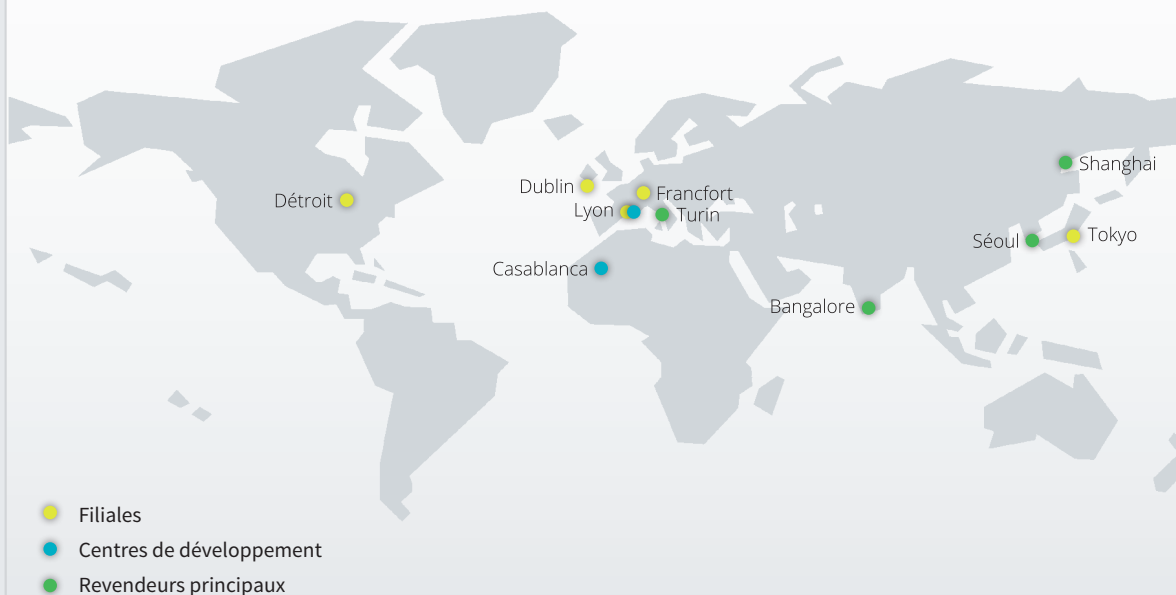 Shanghai
Dublin
Francfort
Détroit
Lyon
Turin
Tokyo
Séoul
Casablanca
Bangalore
Filiales
Centres de développement
Revendeurs principaux